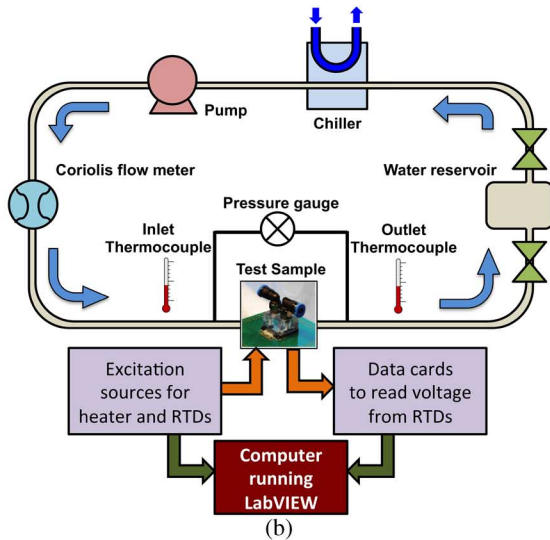 Pump
Chiller
Coriolis flow meter
Water reservoir
Pressure gauge
Inlet
Thermocouple
Outlet
Thermocouple
Test Sample
Excitation
sources for
heater and RTDs
Data cards
to read voltage
from RTDs
Computer
running
LabVIEW
(b)